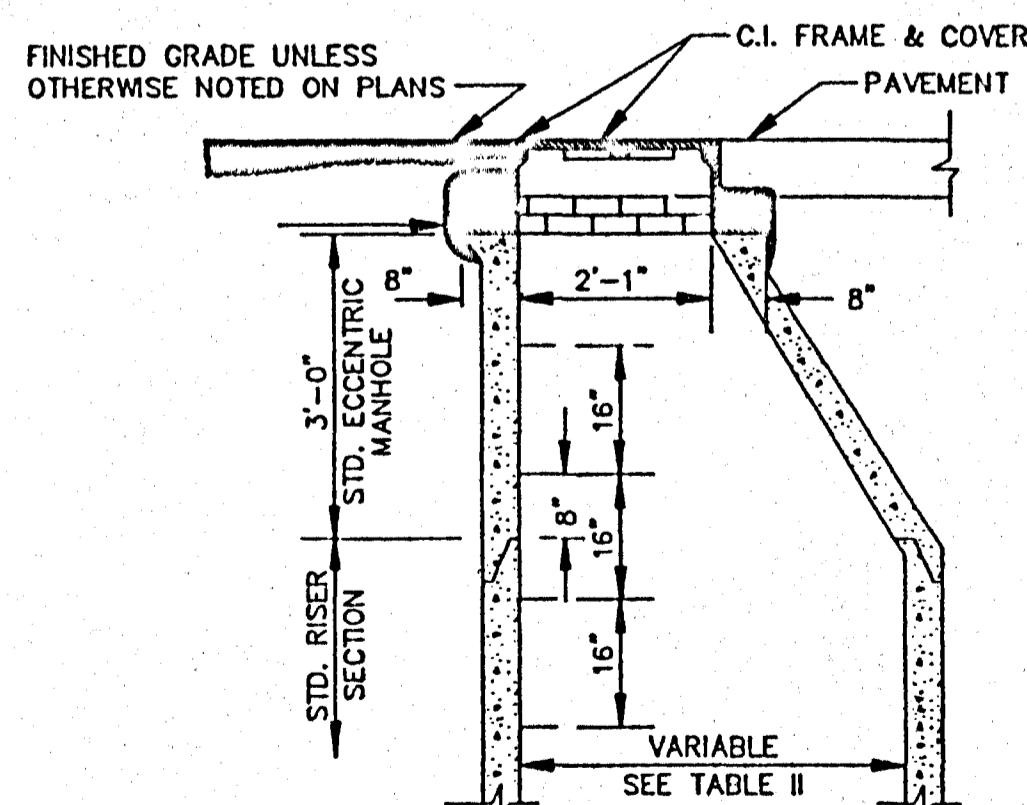 FINISHED GRADE UNLESS
OTHERWISE NOTED ON PLANS
C.I. FRAME & COVER
PAVEMENT
8"
2'-1"
8"
3'-0"
STD. ECCENTRIC
MANHOLE
16"
8"
16"
16"
STD. RISER
SECTION
VARIABLE
SEE TABLE II